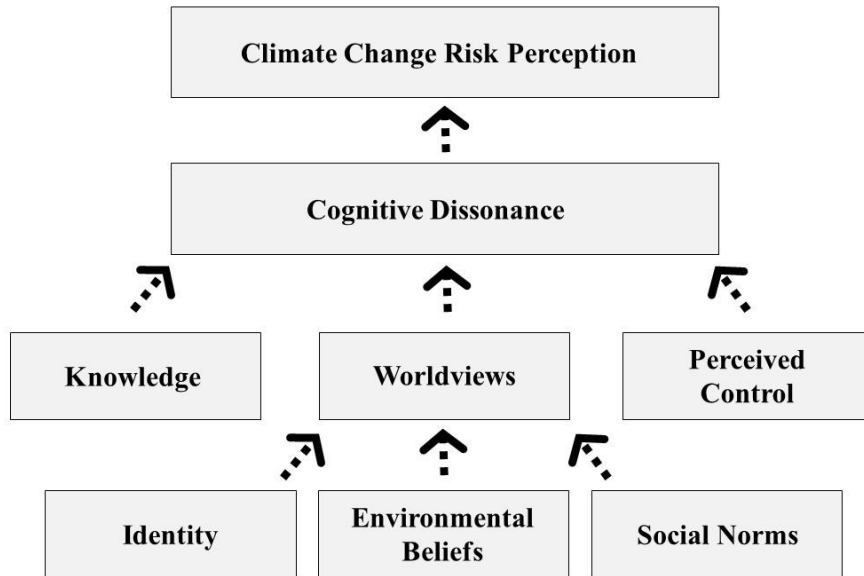 Climate Change Risk Perception
Cognitive Dissonance
Knowledge
Worldviews
Perceived
Control
Identity
Environmental
Beliefs
Social Norms